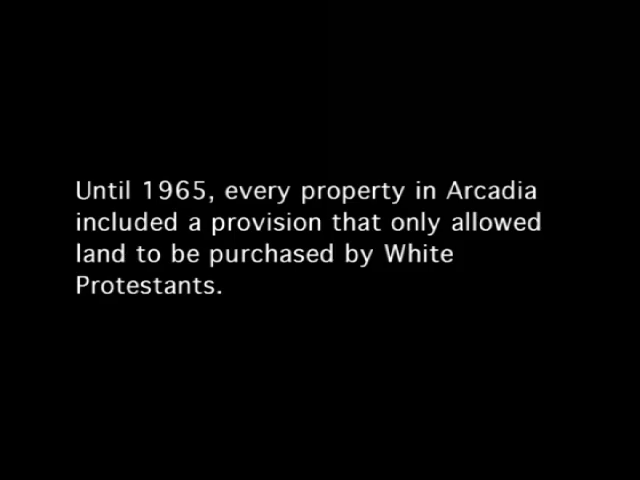 Until 1965, every property in Arcadia
included a provision that only allowed
land to be purchased by White
Protestants.